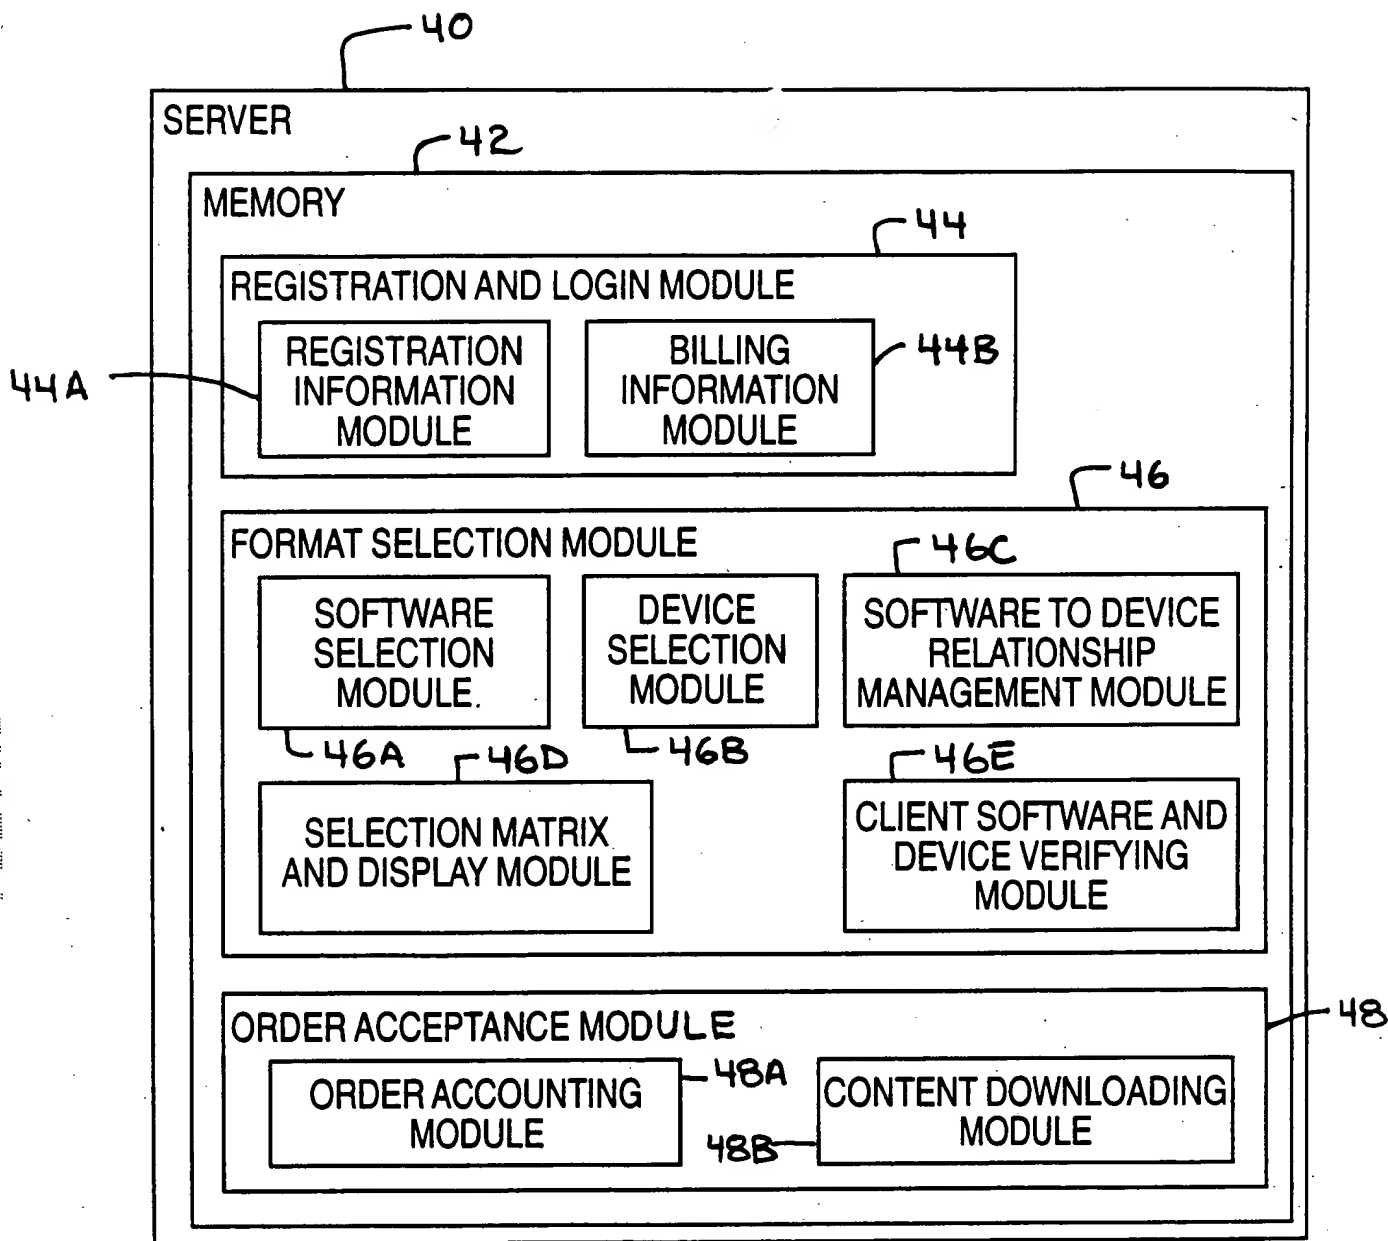 40
SERVER
42
MEMORY
44
REGISTRATION AND LOGIN MODULE
REGISTRATION
INFORMATION
MODULE
44A
BILLING
INFORMATION
MODULE
44B
46
FORMAT SELECTION MODULE
46C
SOFTWARE
SELECTION
MODULE.
46A
DEVICE
SELECTION
MODULE
46B
SOFTWARE TO DEVICE
RELATIONSHIP
MANAGEMENT MODULE
46D
SELECTION MATRIX
AND DISPLAY MODULE
46E
CLIENT SOFTWARE AND
DEVICE VERIFYING
MODULE
48
ORDER ACCEPTANCE MODULE
ORDER ACCOUNTING
MODULE
48A
48B
CONTENT DOWNLOADING
MODULE